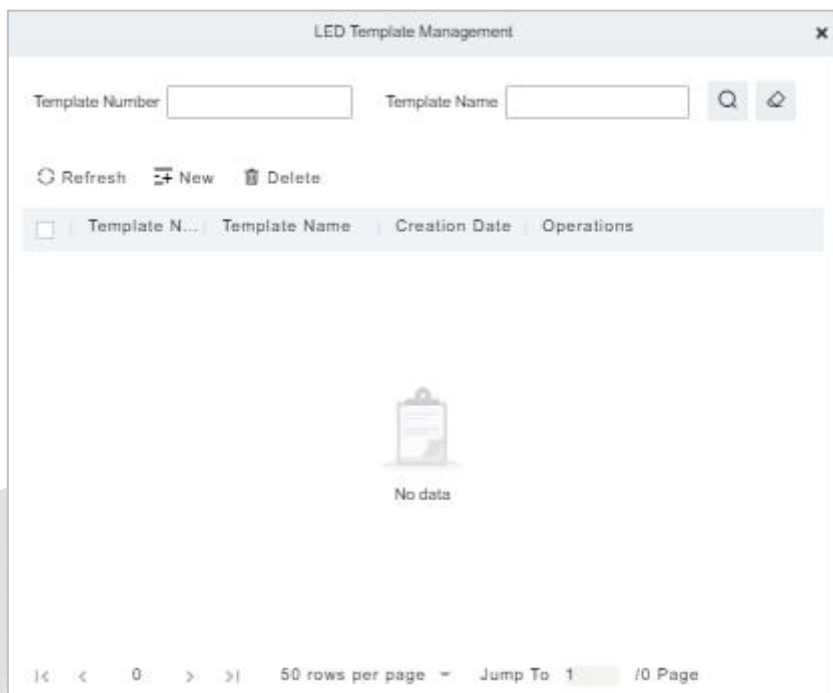 LED Template Management
Template Number Template Name
Refresh New Delete
Template N... Template Name Creation Date Operations
No data
0 50 rows per page Jump To 1 /0 Page